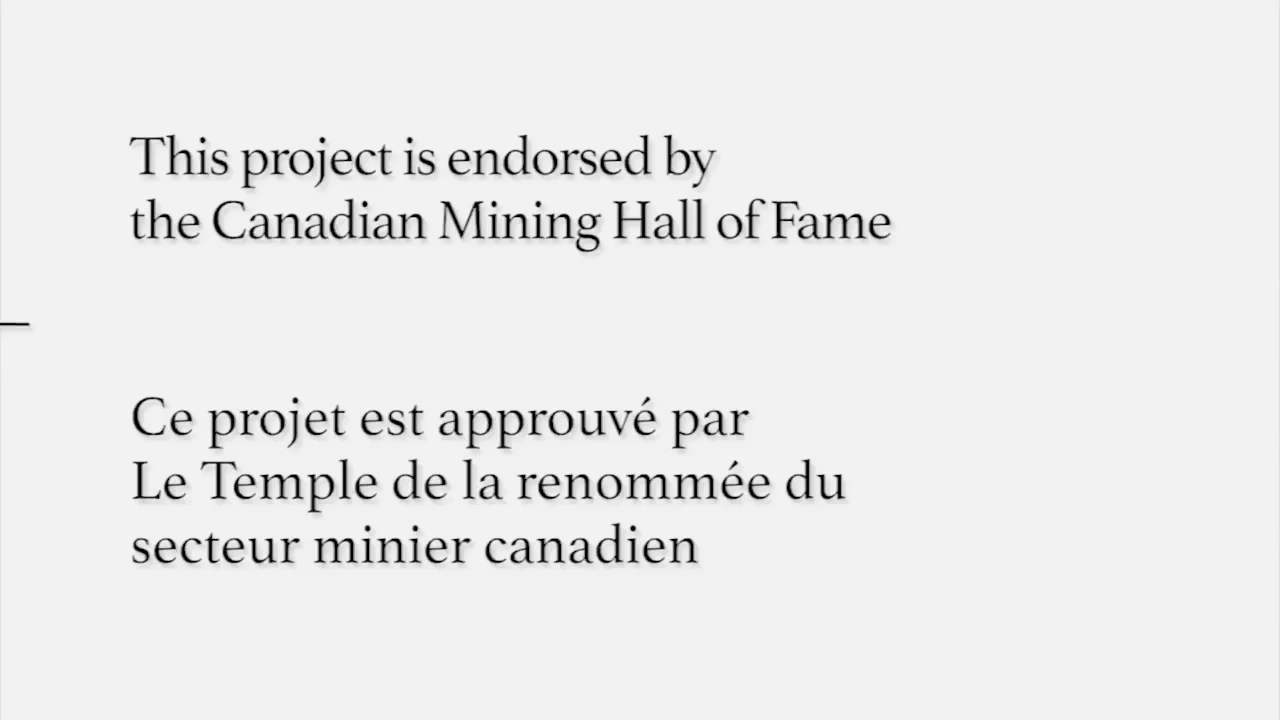 This project is endorsed by
the Canadian Mining Hall of Fame
Ce projet est approuvé par
Le Temple de la renommée du
secteur minier canadien